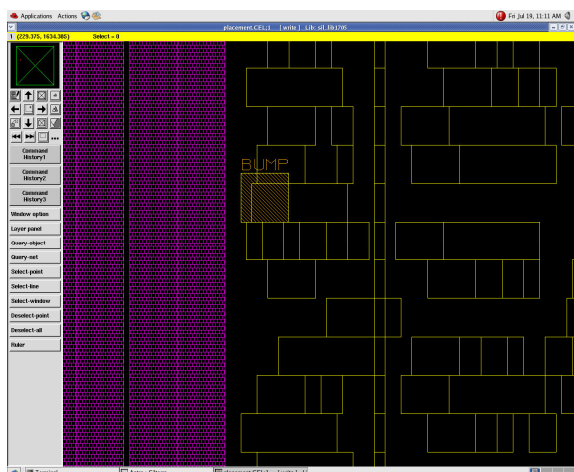 Applications Actions
Fri Jul 19, 11:11 AM
placement.CEL;1 [ write ] Lib: sil_lib1705
1 (229.375, 1634.385) Select = 0
Command
History1
Command
History2
Command
History3
Window option
Layer panel
Query-object
Query-net
Select-point
Select-line
Select-window
Deselect-point
Deselect-all
Ruler
BUMP
Terminal
placement.CEL;1